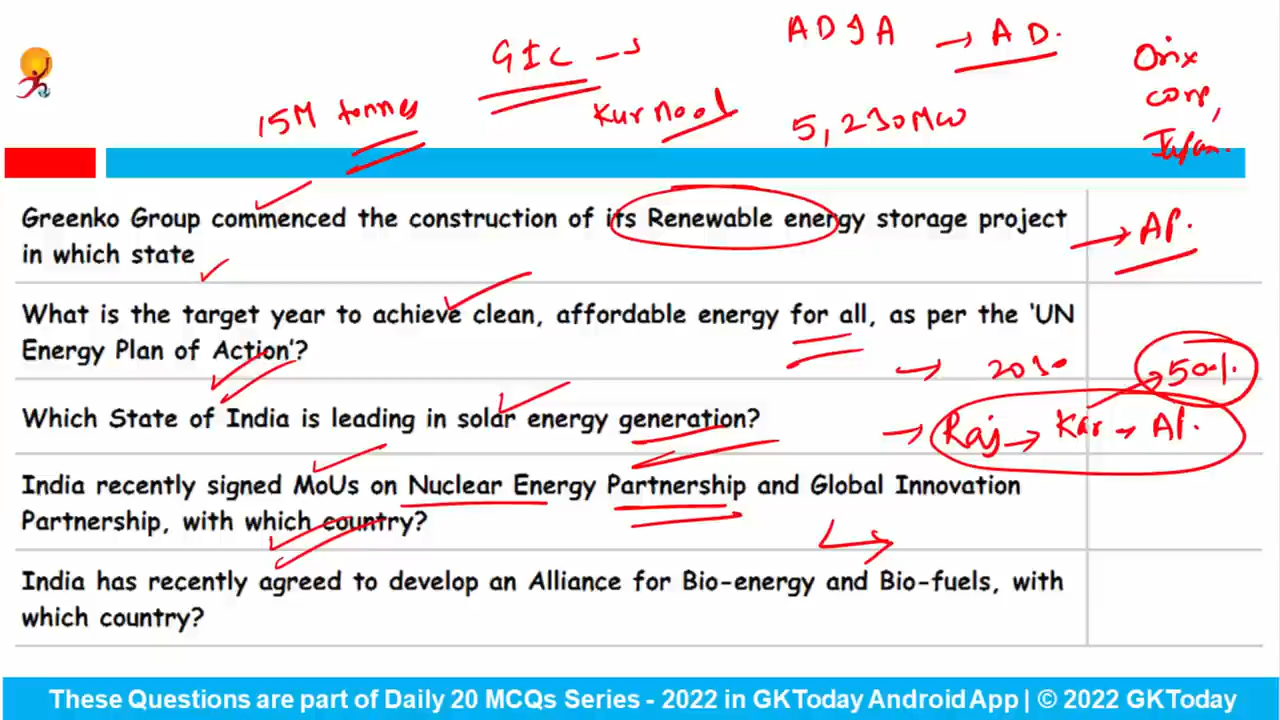 ADIA → AD.
GIC →
Orix
corp,
Japan.
15M tonnes
Kurnool
5,230MW
Greenko Group commenced the construction of its Renewable energy storage project
in which state
→ AP.
What is the target year to achieve clean, affordable energy for all, as per the 'UN
Energy Plan of Action'?
→ 2030
50%.
Which State of India is leading in solar energy generation?
→ Raj → Kar → AP.
India recently signed MoUs on Nuclear Energy Partnership and Global Innovation
Partnership, with which country?
India has recently agreed to develop an Alliance for Bio-energy and Bio-fuels, with
which country?
These Questions are part of Daily 20 MCQs Series - 2022 in GKToday Android App | © 2022 GKToday